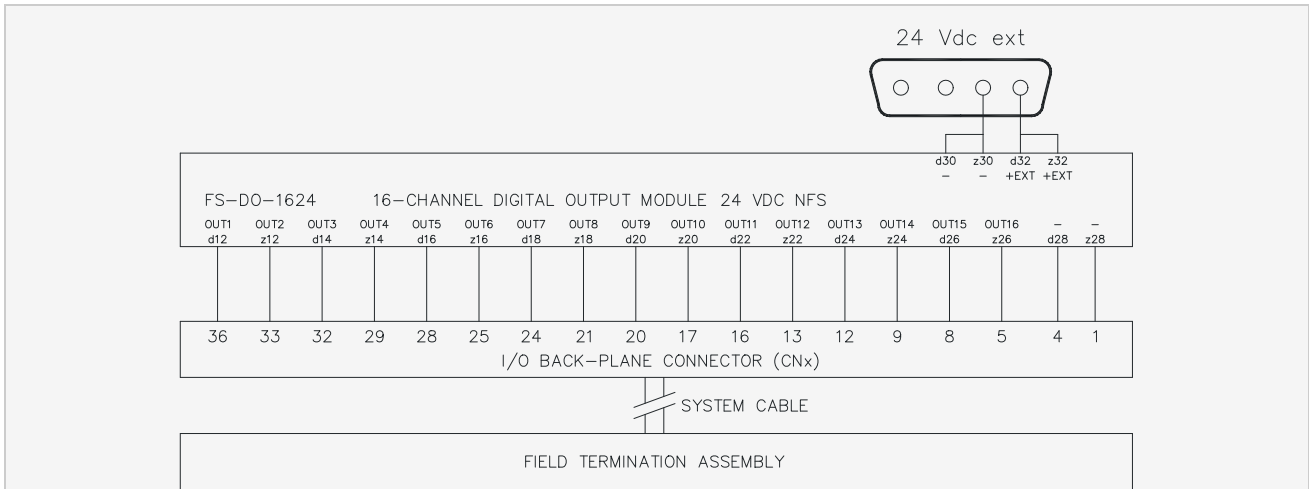 24 Vdc ext
d30 z30 d32 z32
– – +EXT +EXT
FS–DO–1624 16–CHANNEL DIGITAL OUTPUT MODULE 24 VDC NFS
OUT1 OUT2 OUT3 OUT4 OUT5 OUT6 OUT7 OUT8 OUT9 OUT10 OUT11 OUT12 OUT13 OUT14 OUT15 OUT16 – –
d12 z12 d14 z14 d16 z16 d18 z18 d20 z20 d22 z22 d24 z24 d26 z26 d28 z28
36 33 32 29 28 25 24 21 20 17 16 13 12 9 8 5 4 1
I/O BACK–PLANE CONNECTOR (CNx)
SYSTEM CABLE
FIELD TERMINATION ASSEMBLY